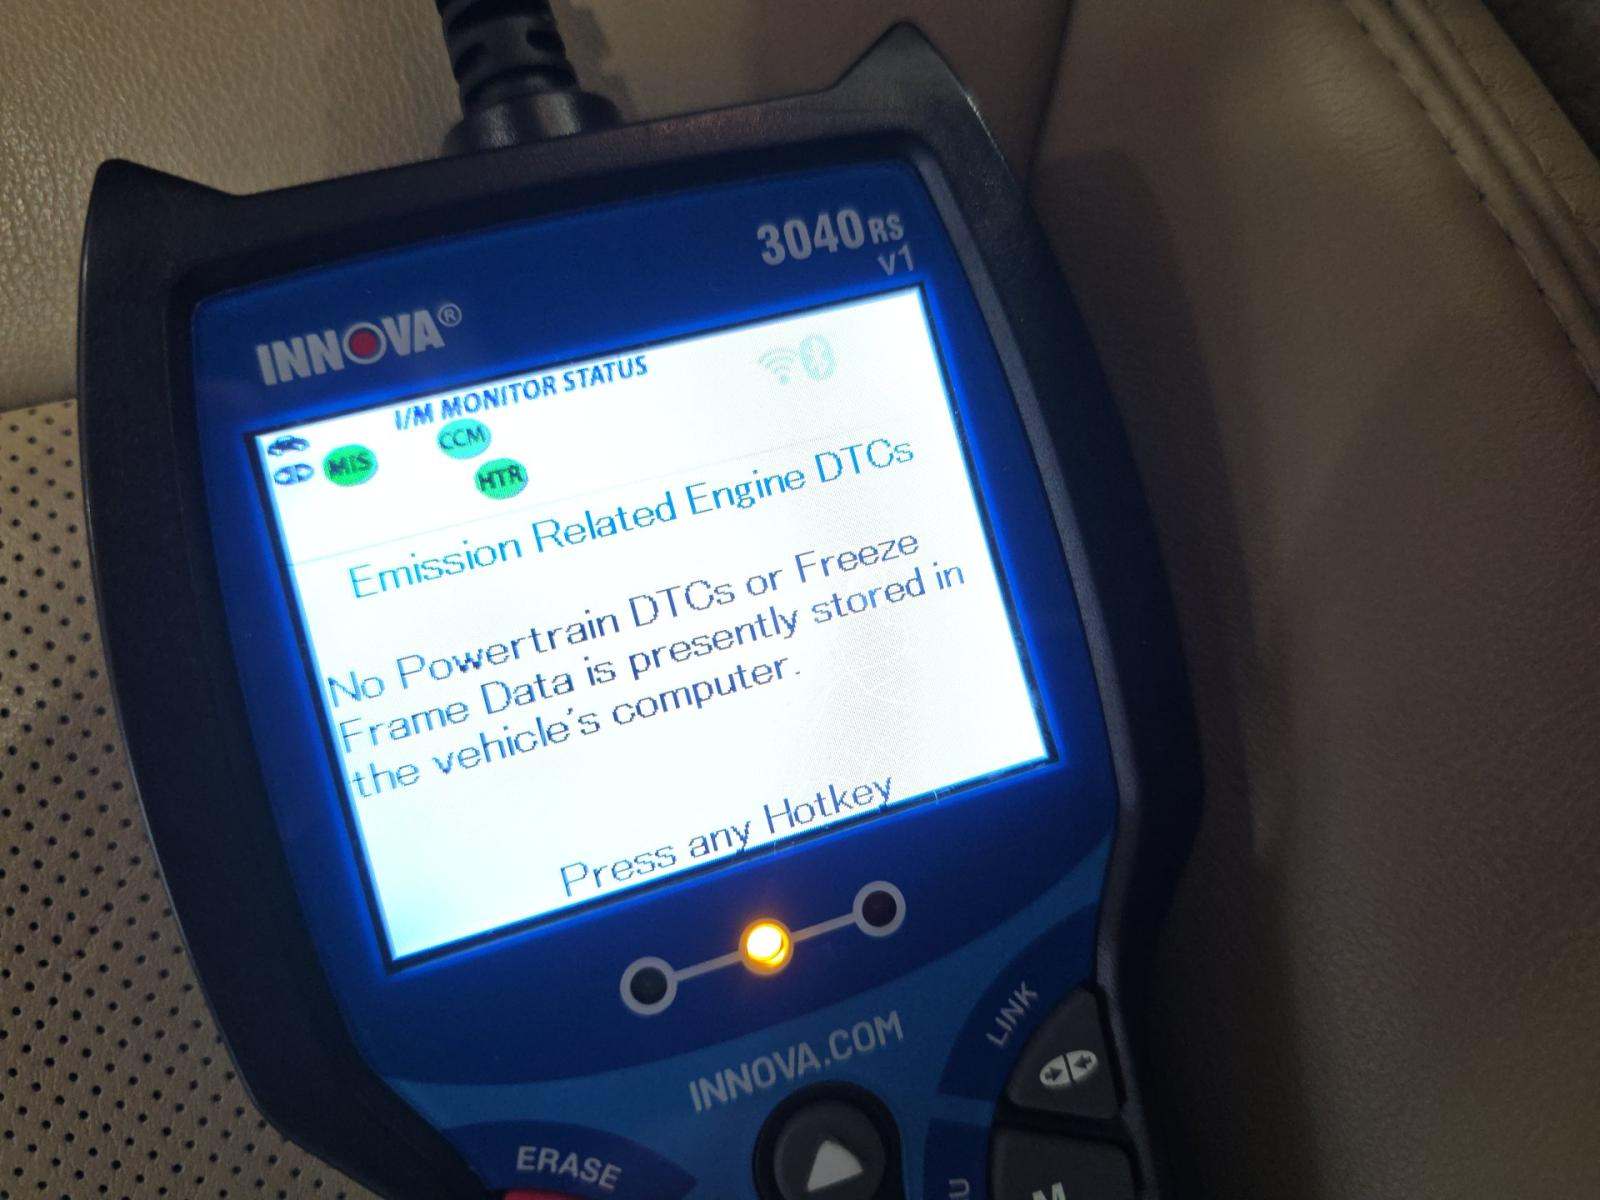 3040RS
v1
INNOVA®
I/M MONITOR STATUS
MIS
CCM
HTR
Emission Related Engine DTCs
No Powertrain DTCs or Freeze
Frame Data is presently stored in
the vehicle's computer.
Press any Hotkey
LINK
INNOVA.COM
ERASE
M